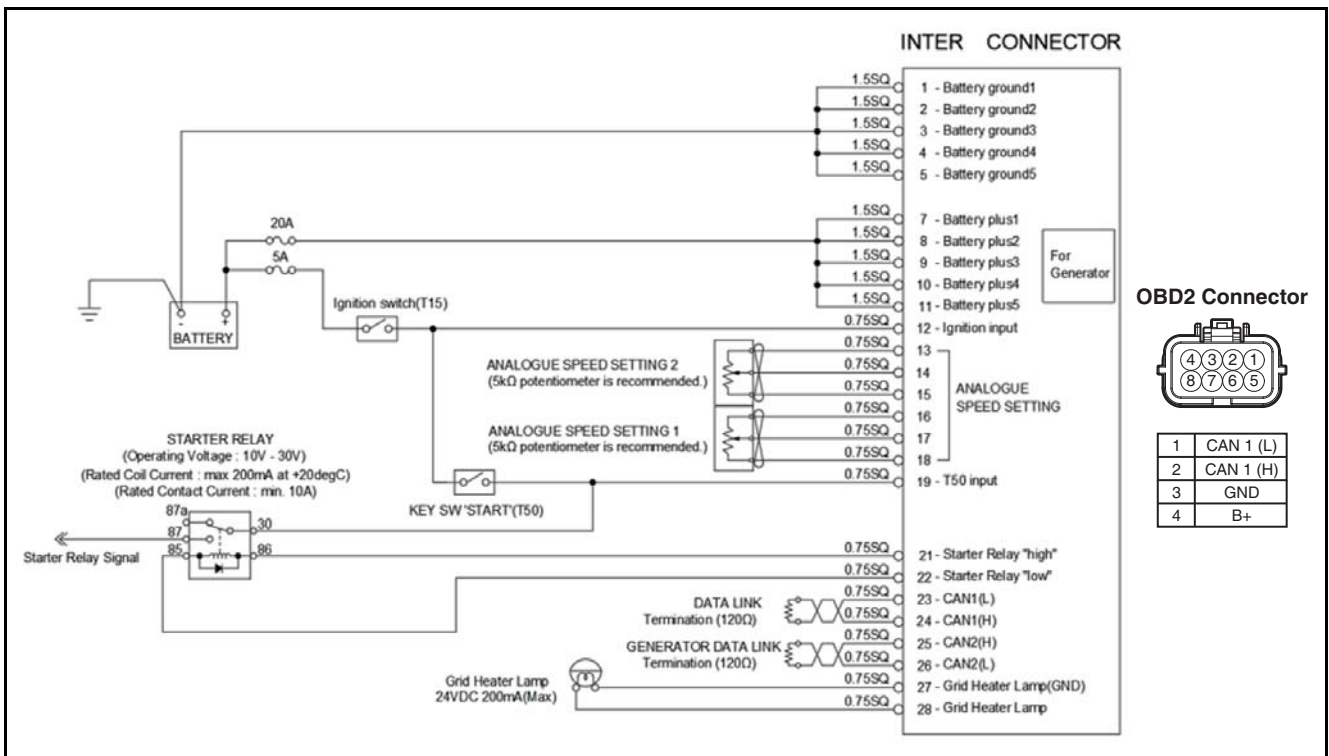 INTER CONNECTOR
1.5SQ 1 - Battery ground1
1.5SQ 2 - Battery ground2
1.5SQ 3 - Battery ground3
1.5SQ 4 - Battery ground4
1.5SQ 5 - Battery ground5
1.5SQ 7 - Battery plus1
1.5SQ 8 - Battery plus2
1.5SQ 9 - Battery plus3
1.5SQ 10 - Battery plus4
1.5SQ 11 - Battery plus5
For
Generator
20A
5A
Ignition switch(T15)
- +
BATTERY
0.75SQ 12 - Ignition input
0.75SQ 13
0.75SQ 14
0.75SQ 15
0.75SQ 16
0.75SQ 17
0.75SQ 18
ANALOGUE
SPEED SETTING
ANALOGUE SPEED SETTING 2
(5kΩ potentiometer is recommended.)
ANALOGUE SPEED SETTING 1
(5kΩ potentiometer is recommended.)
0.75SQ 19 - T50 input
KEY SW 'START'(T50)
STARTER RELAY
(Operating Voltage : 10V - 30V)
(Rated Coil Current : max 200mA at +20degC)
(Rated Contact Current : min. 10A)
87a
87
30
85
86
Starter Relay Signal
0.75SQ 21 - Starter Relay "high"
0.75SQ 22 - Starter Relay "low"
0.75SQ 23 - CAN1(L)
0.75SQ 24 - CAN1(H)
0.75SQ 25 - CAN2(H)
0.75SQ 26 - CAN2(L)
0.75SQ 27 - Grid Heater Lamp(GND)
0.75SQ 28 - Grid Heater Lamp
DATA LINK
Termination (120Ω)
GENERATOR DATA LINK
Termination (120Ω)
Grid Heater Lamp
24VDC 200mA(Max)
OBD2 Connector
4 3 2 1
8 7 6 5
1 CAN 1 (L)
2 CAN 1 (H)
3 GND
4 B+